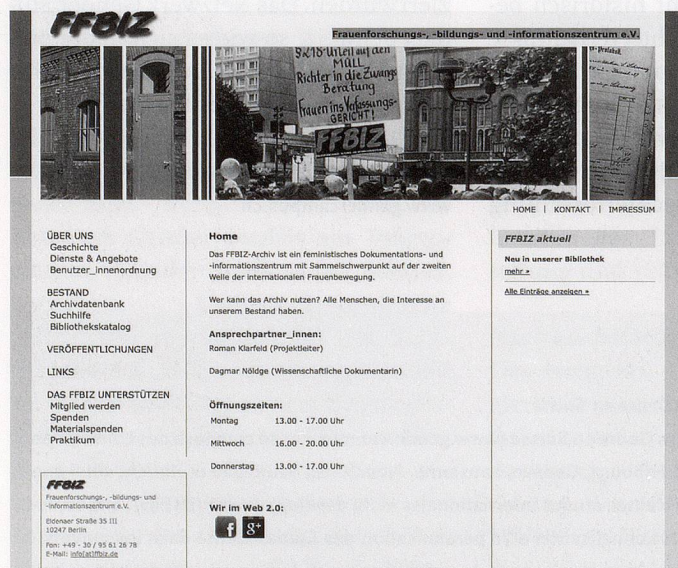 FFBIZ
Frauenforschungs-, -bildungs- und -informationszentrum e.V.
§218-Urteil auf den
MÜLL
Richter in die Zwangs
Beratung
Frauen ins Verfassungs-
GERICHT!
FFBIZ
HOME | KONTAKT | IMPRESSUM
ÜBER UNS
Geschichte
Dienste & Angebote
Benutzer_innenordnung
BESTAND
Archivdatenbank
Suchhilfe
Bibliothekskatalog
VERÖFFENTLICHUNGEN
LINKS
DAS FFBIZ UNTERSTÜTZEN
Mitglied werden
Spenden
Materialspenden
Praktikum
FFBIZ
Frauenforschungs-, -bildungs- und
-informationszentrum e.V.
Eldenaer Straße 35 III
10247 Berlin
Fon: +49 - 30 / 95 61 26 78
E-Mail: info[at]ffbiz.de
Home
Das FFBIZ-Archiv ist ein feministisches Dokumentations- und
-informationszentrum mit Sammelschwerpunkt auf der zweiten
Welle der internationalen Frauenbewegung.
Wer kann das Archiv nutzen? Alle Menschen, die Interesse an
unserem Bestand haben.
Ansprechpartner_innen:
Roman Klarfeld (Projektleiter)
Dagmar Nöldge (Wissenschaftliche Dokumentarin)
Öffnungszeiten:
Montag 13.00 - 17.00 Uhr
Mittwoch 16.00 - 20.00 Uhr
Donnerstag 13.00 - 17.00 Uhr
Wir im Web 2.0:
f g+
FFBIZ aktuell
Neu in unserer Bibliothek
mehr »
Alle Einträge anzeigen »